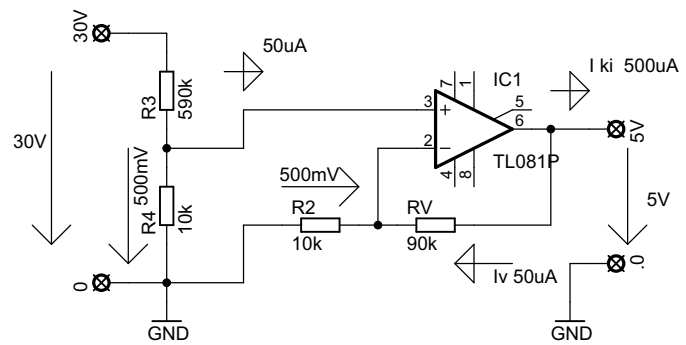 30V
50uA
I ki 500uA
R3
590k
7
1
IC1
5
3
6
2
+
-
5V
TL081P
4
8
30V
500mV
R4
10k
500mV
R2
10k
RV
90k
5V
Iv 50uA
0
.0
GND
GND